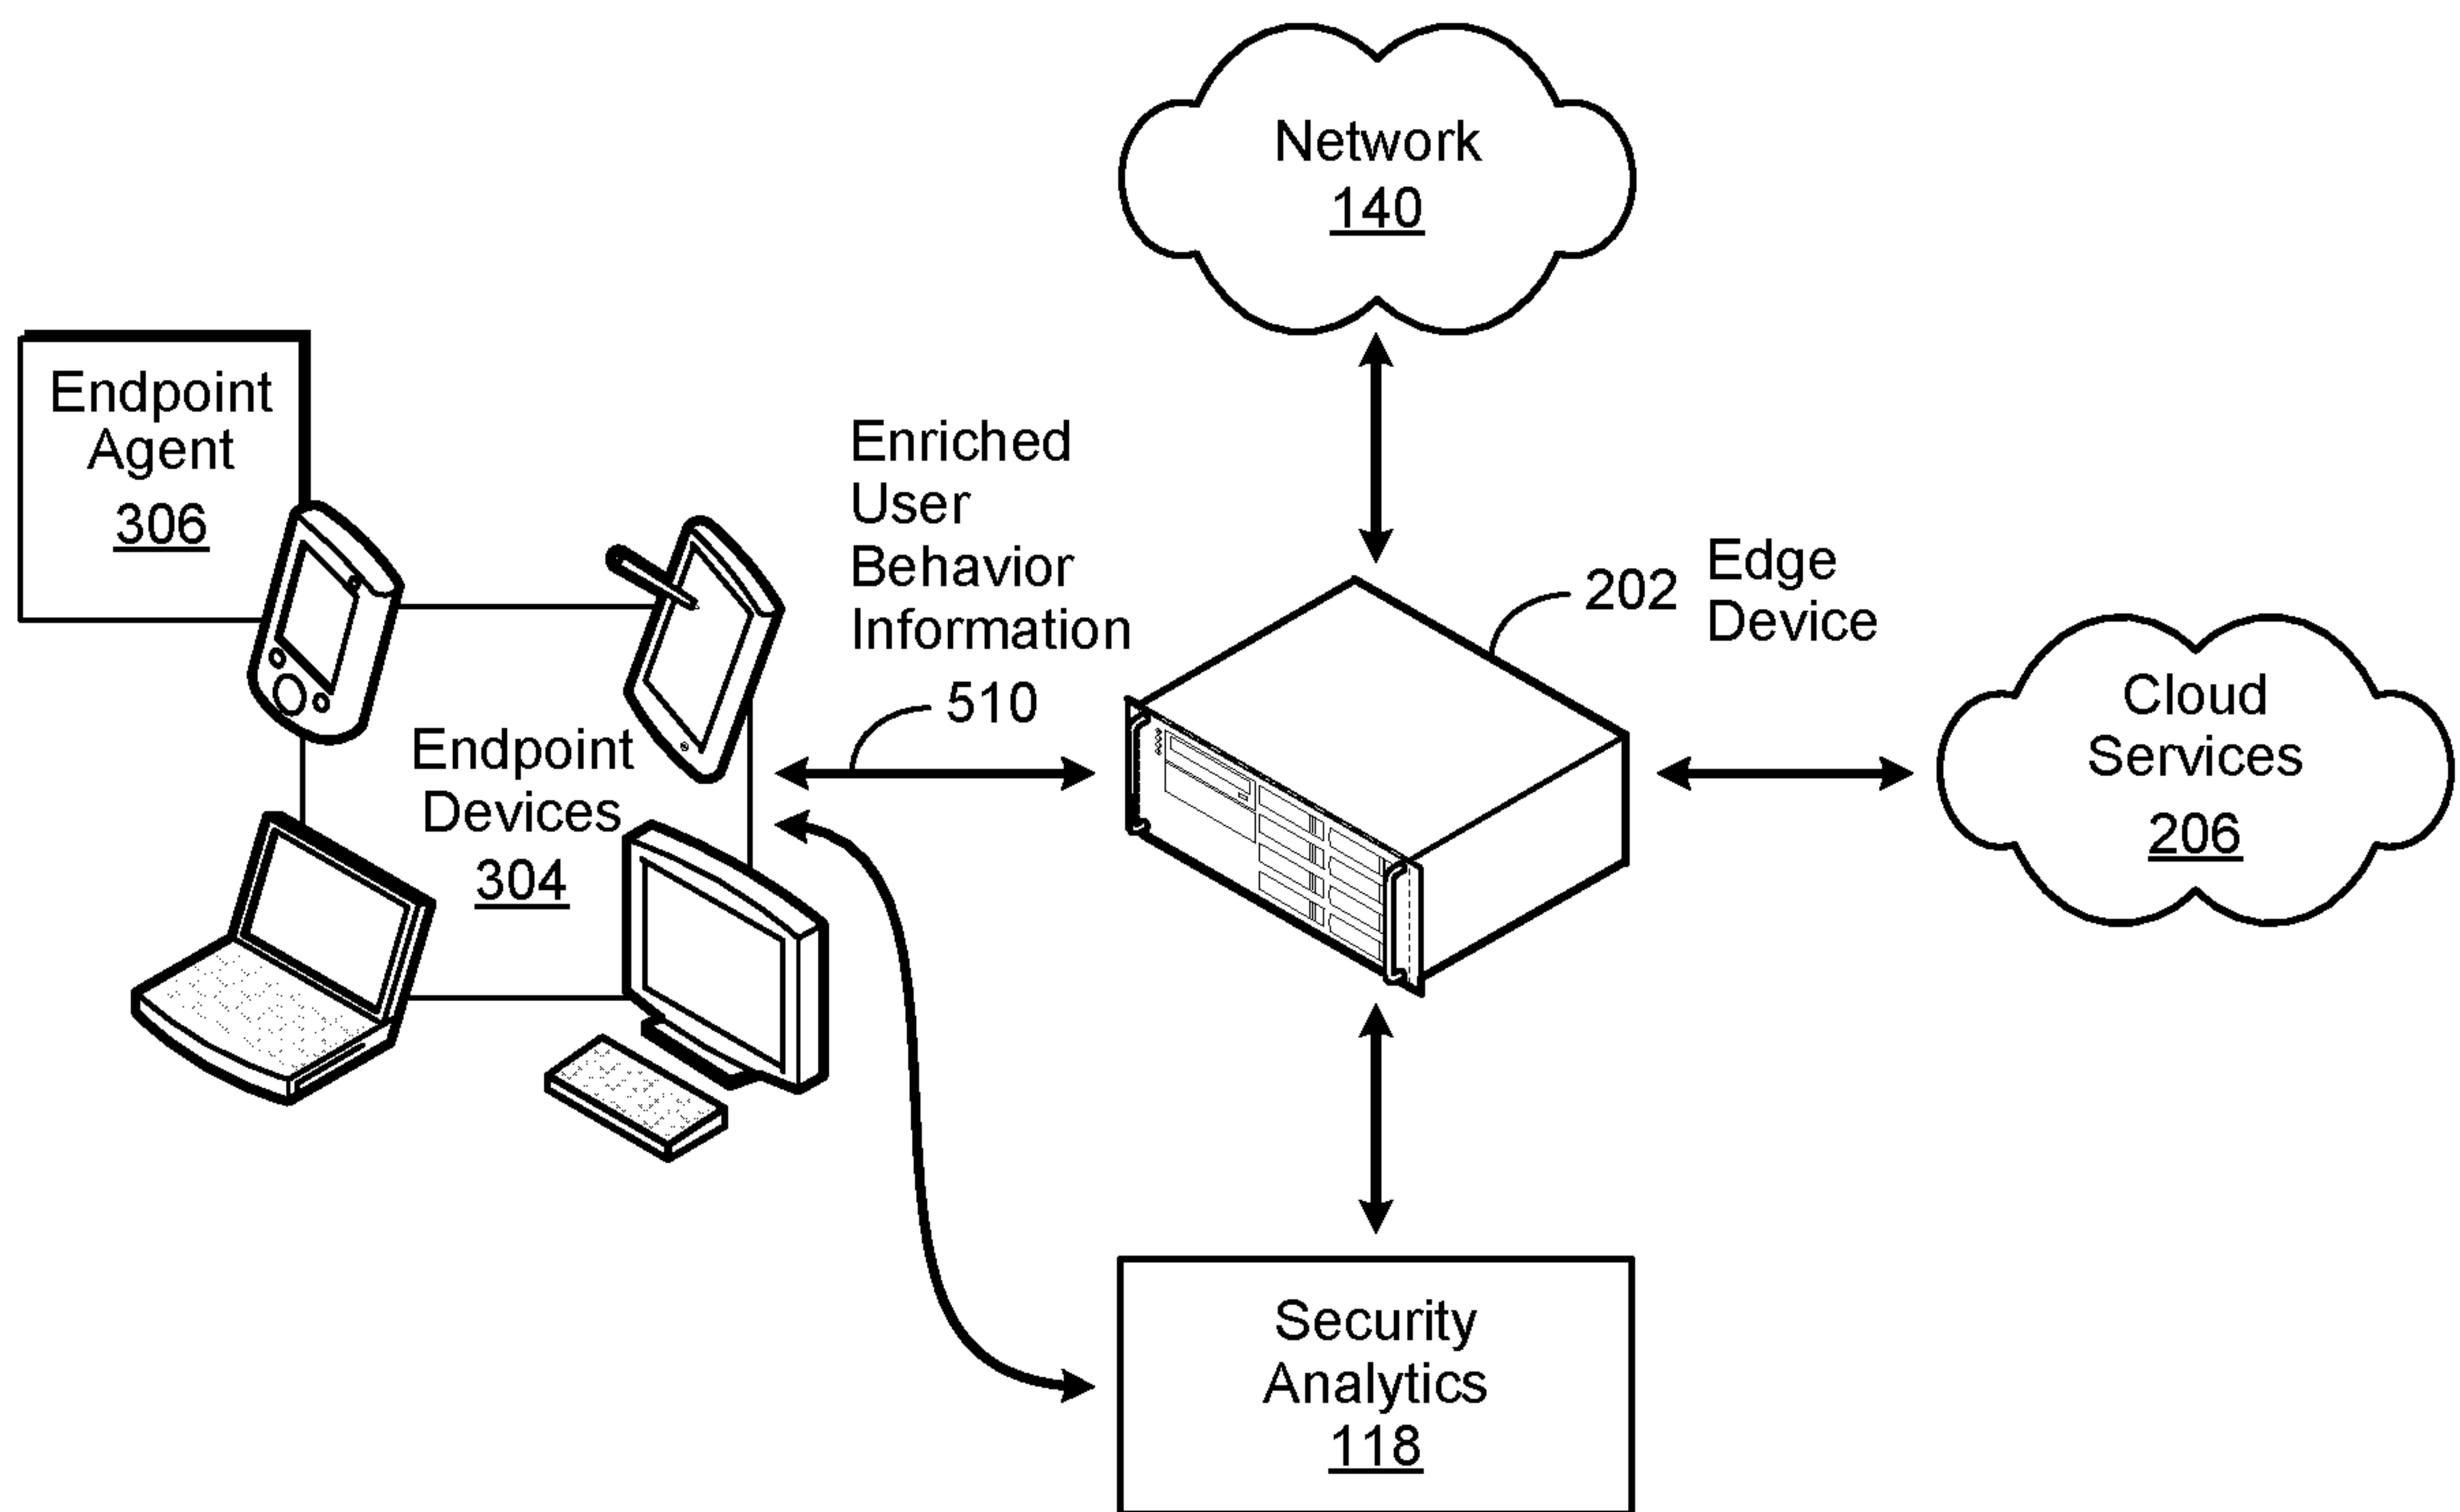 Network
140
Endpoint
Agent
306
Enriched
User
Behavior
Information
510
202
Edge
Device
Endpoint
Devices
304
Cloud
Services
206
Security
Analytics
118